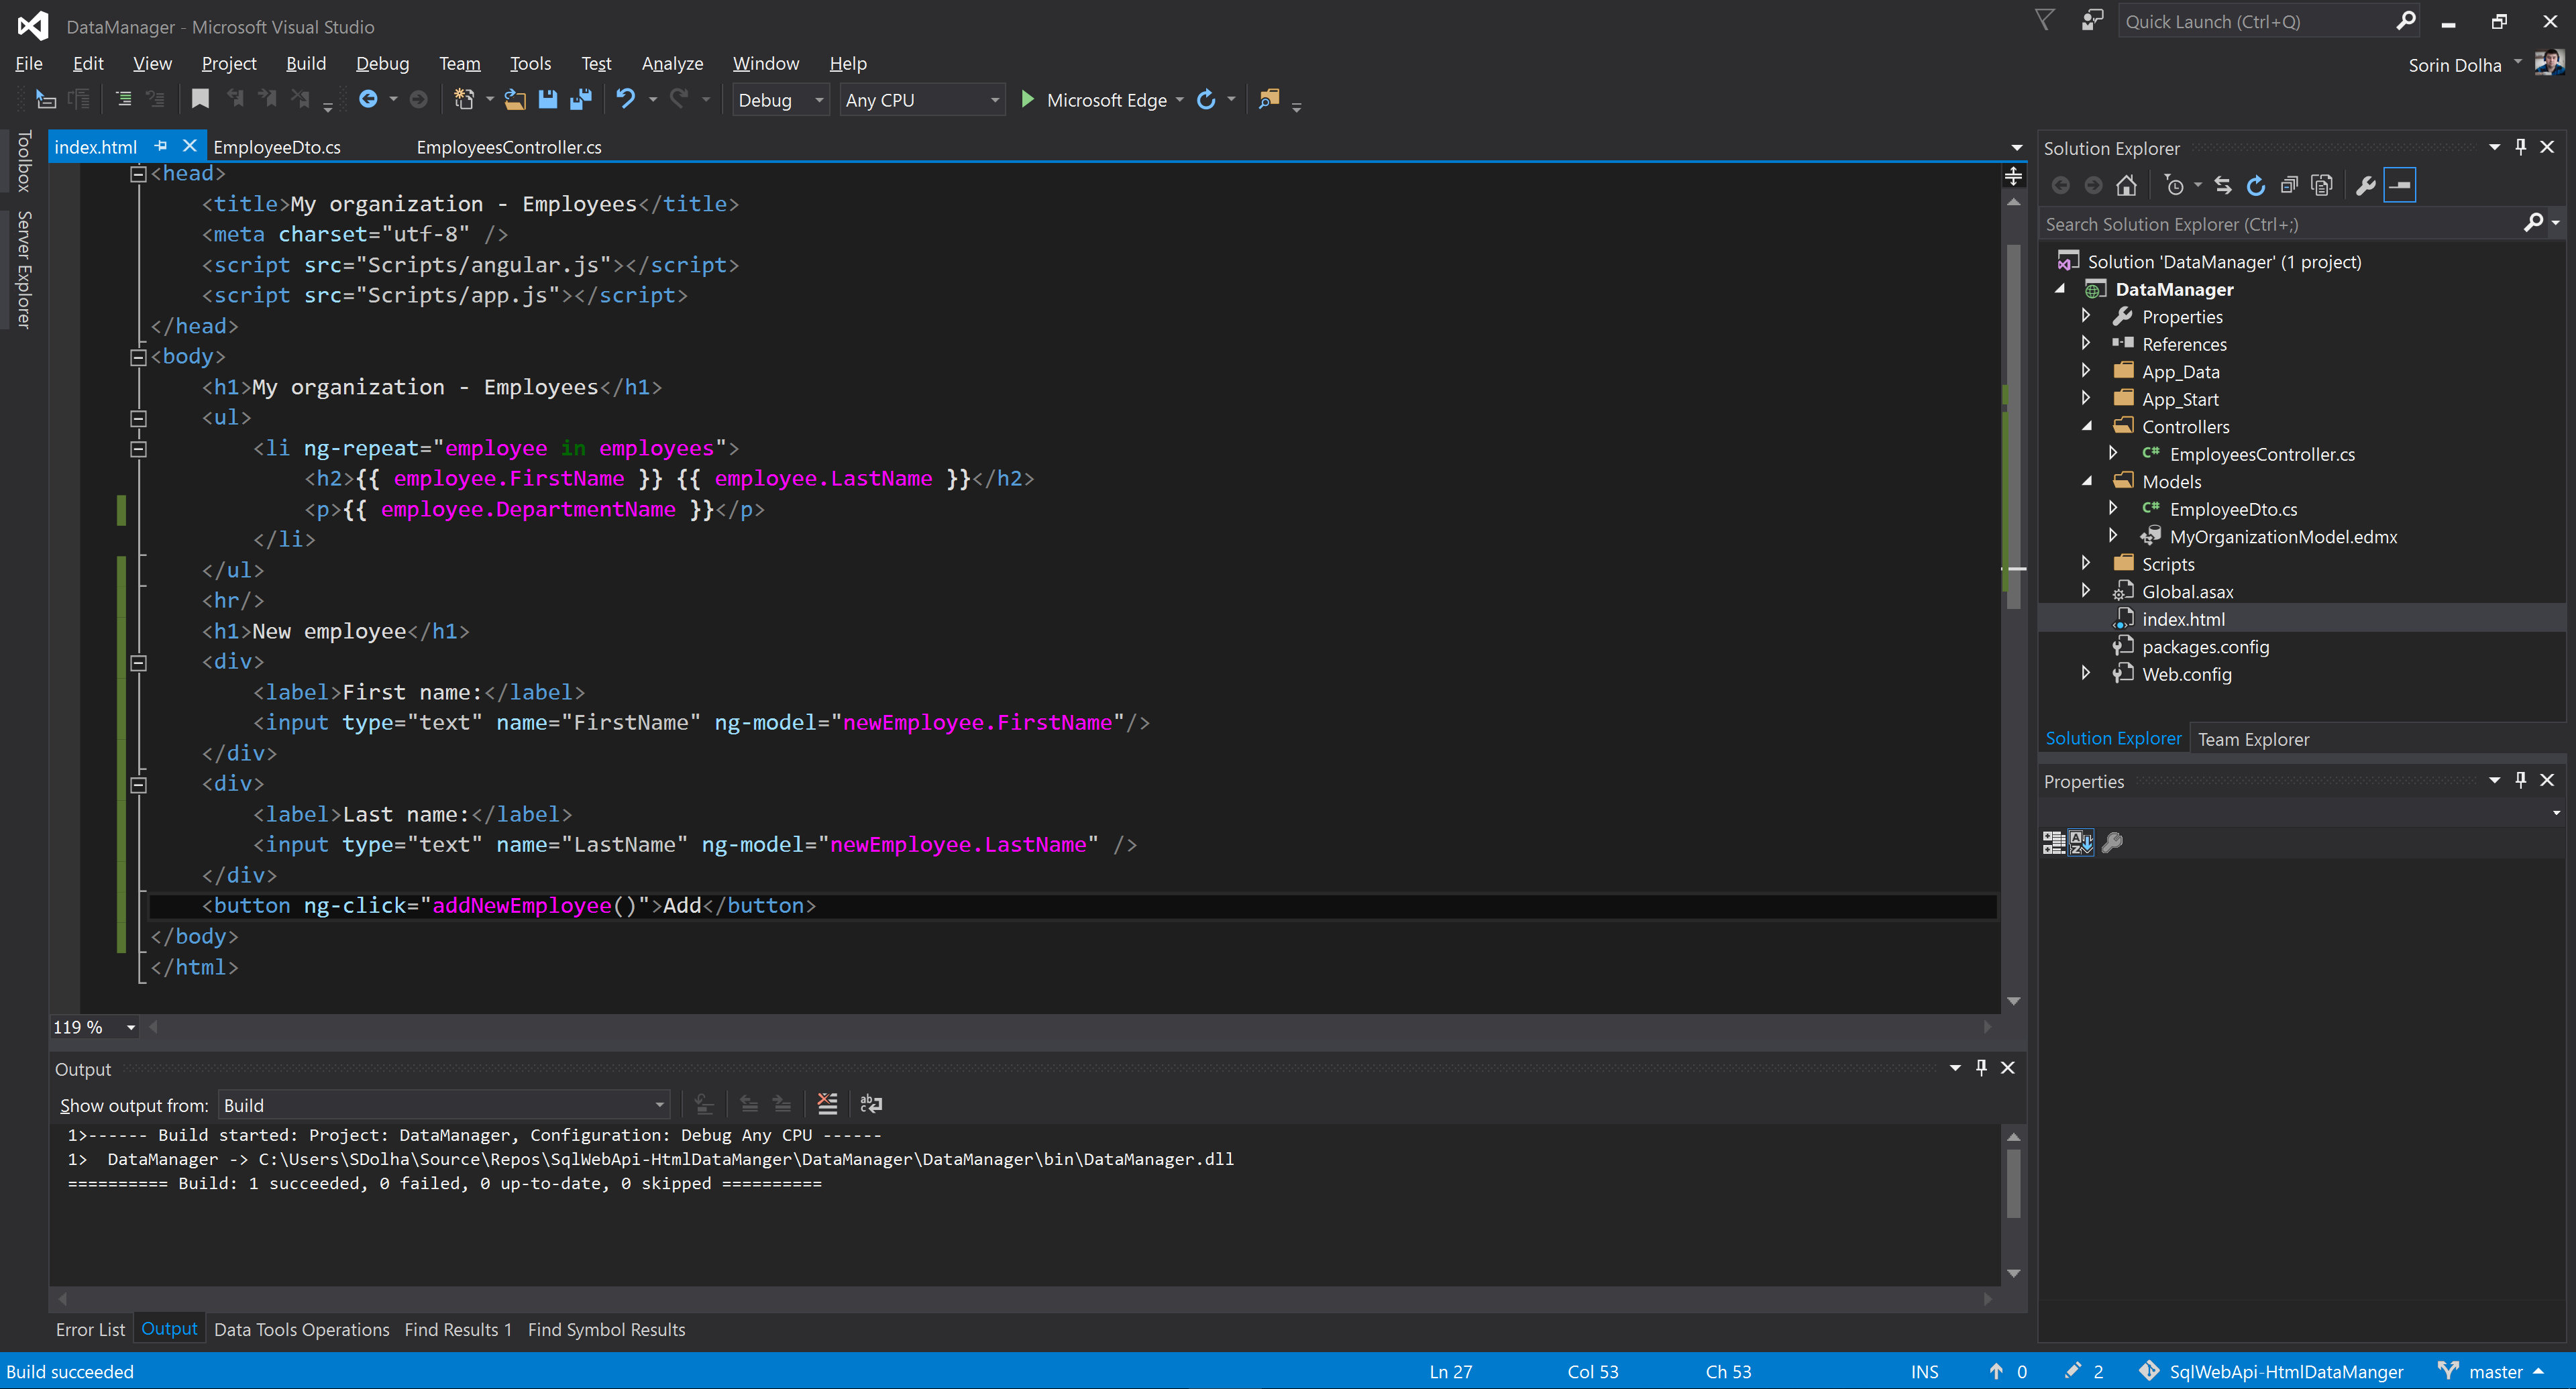 DataManager - Microsoft Visual Studio
Quick Launch (Ctrl+Q)
File Edit View Project Build Debug Team Tools Test Analyze Window Help
Sorin Dolha
Debug Any CPU Microsoft Edge
Toolbox
Server Explorer
index.html EmployeeDto.cs EmployeesController.cs
<head>
<title>My organization - Employees</title>
<meta charset="utf-8" />
<script src="Scripts/angular.js"></script>
<script src="Scripts/app.js"></script>
</head>
<body>
<h1>My organization - Employees</h1>
<ul>
<li ng-repeat="employee in employees">
<h2>{{ employee.FirstName }} {{ employee.LastName }}</h2>
<p>{{ employee.DepartmentName }}</p>
</li>
</ul>
<hr/>
<h1>New employee</h1>
<div>
<label>First name:</label>
<input type="text" name="FirstName" ng-model="newEmployee.FirstName"/>
</div>
<div>
<label>Last name:</label>
<input type="text" name="LastName" ng-model="newEmployee.LastName" />
</div>
<button ng-click="addNewEmployee()">Add</button>
</body>
</html>
119 %
Output
Show output from: Build
1>------ Build started: Project: DataManager, Configuration: Debug Any CPU ------
1>  DataManager -> C:\Users\SDolha\Source\Repos\SqlWebApi-HtmlDataManger\DataManager\DataManager\bin\DataManager.dll
========== Build: 1 succeeded, 0 failed, 0 up-to-date, 0 skipped ==========
Error List Output Data Tools Operations Find Results 1 Find Symbol Results
Solution Explorer
Search Solution Explorer (Ctrl+;)
Solution 'DataManager' (1 project)
DataManager
Properties
References
App_Data
App_Start
Controllers
C# EmployeesController.cs
Models
C# EmployeeDto.cs
MyOrganizationModel.edmx
Scripts
Global.asax
index.html
packages.config
Web.config
Solution Explorer Team Explorer
Properties
Build succeeded Ln 27 Col 53 Ch 53 INS 0 2 SqlWebApi-HtmlDataManger master